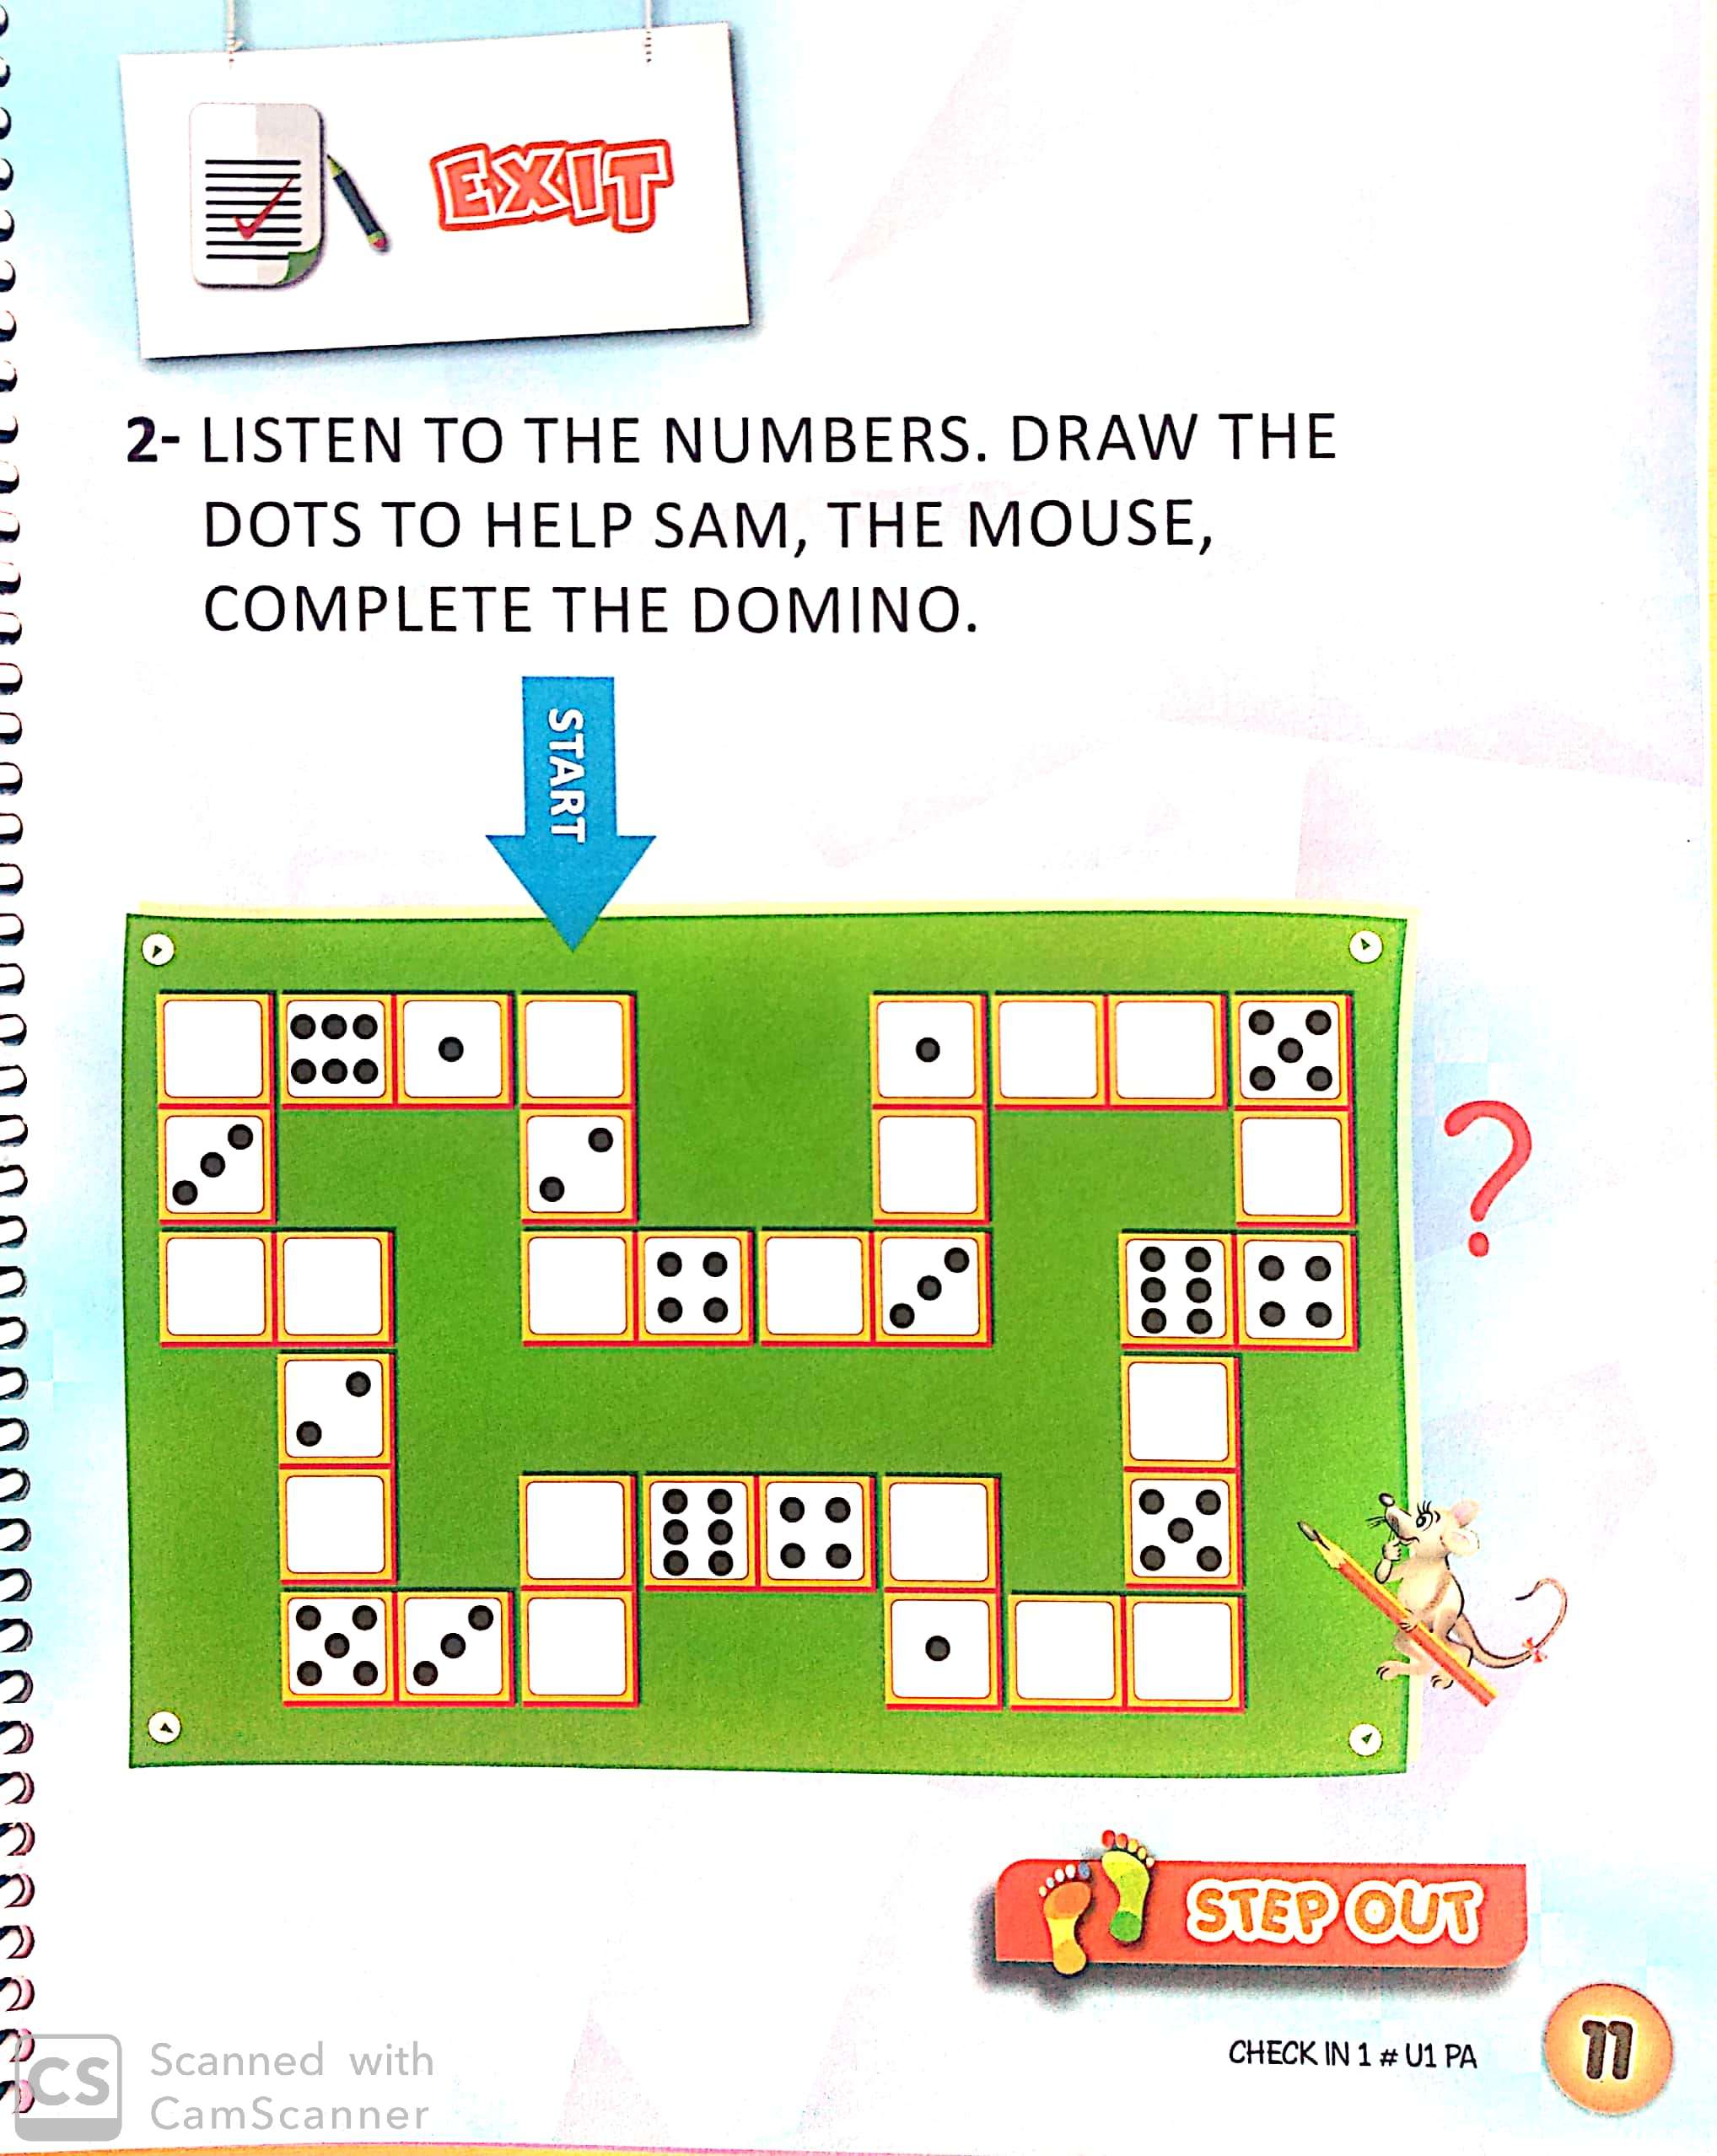 EXIT
2- LISTEN TO THE NUMBERS. DRAW THE
DOTS TO HELP SAM, THE MOUSE,
COMPLETE THE DOMINO.
START
?
STEP OUT
CHECK IN 1 # U1 PA
11
CS
Scanned with
CamScanner